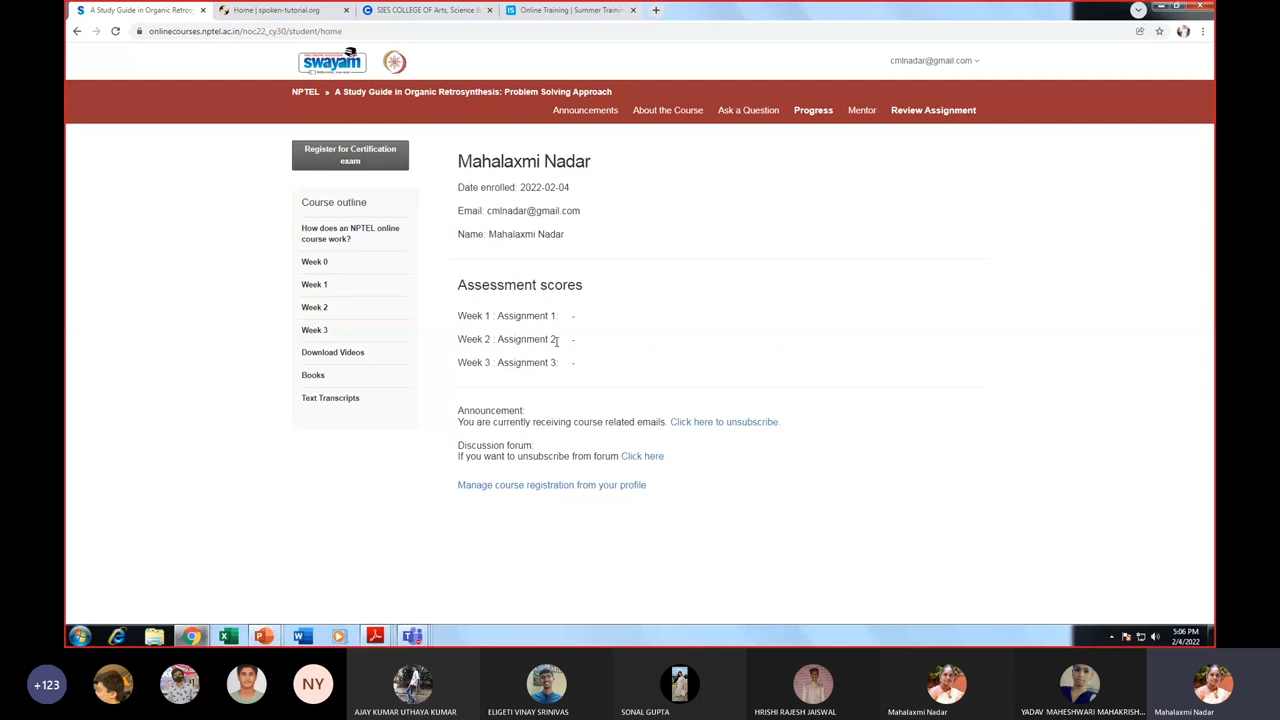 A Study Guide in Organic Retros
Home | spoken-tutorial.org
SIES COLLEGE OF Arts, Science &
Online Training | Summer Trainin
onlinecourses.nptel.ac.in/noc22_cy30/student/home
swayam
cmlnadar@gmail.com
NPTEL » A Study Guide in Organic Retrosynthesis: Problem Solving Approach
Announcements About the Course Ask a Question Progress Mentor Review Assignment
Register for Certification
exam
Course outline
How does an NPTEL online
course work?
Week 0
Week 1
Week 2
Week 3
Download Videos
Books
Text Transcripts
Mahalaxmi Nadar
Date enrolled: 2022-02-04
Email: cmlnadar@gmail.com
Name: Mahalaxmi Nadar
Assessment scores
Week 1 : Assignment 1: -
Week 2 : Assignment 2: -
Week 3 : Assignment 3: -
Announcement:
You are currently receiving course related emails. Click here to unsubscribe.
Discussion forum:
If you want to unsubscribe from forum Click here
Manage course registration from your profile
5:06 PM
2/4/2022
+123
NY
AJAY KUMAR UTHAYA KUMAR
ELIGETI VINAY SRINIVAS
SONAL GUPTA
HRISHI RAJESH JAISWAL
Mahalaxmi Nadar
YADAV MAHESHWARI MAHAKRISH...
Mahalaxmi Nadar